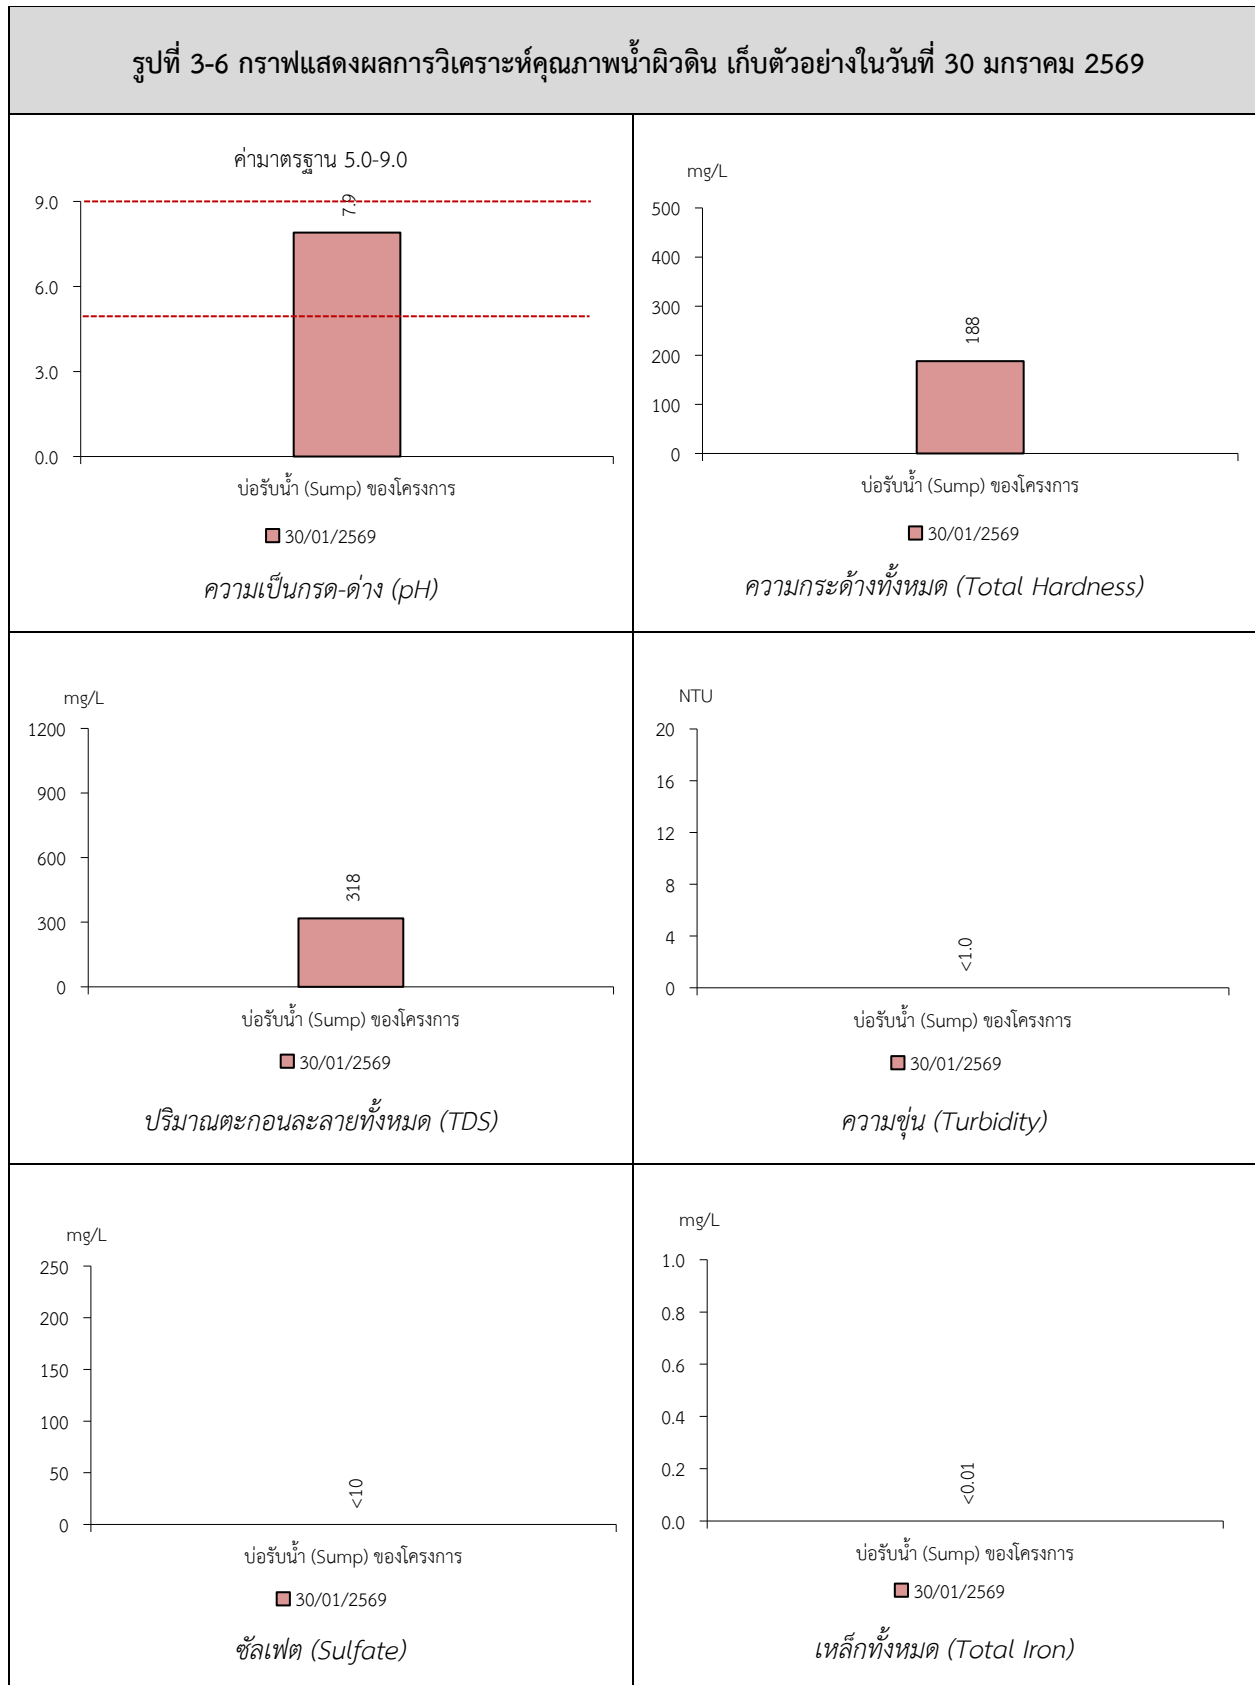 รูปที่ 3-6 กราฟแสดงผลการวิเคราะห์คุณภาพน้ำผิวดิน เก็บตัวอย่างในวันที่ 30 มกราคม 2569
ค่ามาตรฐาน 5.0-9.0
9.0
6.0
3.0
0.0
7.9
บ่อรับน้ำ (Sump) ของโครงการ
30/01/2569
ความเป็นกรด-ด่าง (pH)
mg/L
500
400
300
200
100
0
188
บ่อรับน้ำ (Sump) ของโครงการ
30/01/2569
ความกระด้างทั้งหมด (Total Hardness)
mg/L
1200
900
600
300
0
318
บ่อรับน้ำ (Sump) ของโครงการ
30/01/2569
ปริมาณตะกอนละลายทั้งหมด (TDS)
NTU
20
16
12
8
4
0
<1.0
บ่อรับน้ำ (Sump) ของโครงการ
30/01/2569
ความขุ่น (Turbidity)
mg/L
250
200
150
100
50
0
<10
บ่อรับน้ำ (Sump) ของโครงการ
30/01/2569
ซัลเฟต (Sulfate)
mg/L
1.0
0.8
0.6
0.4
0.2
0.0
<0.01
บ่อรับน้ำ (Sump) ของโครงการ
30/01/2569
เหล็กทั้งหมด (Total Iron)